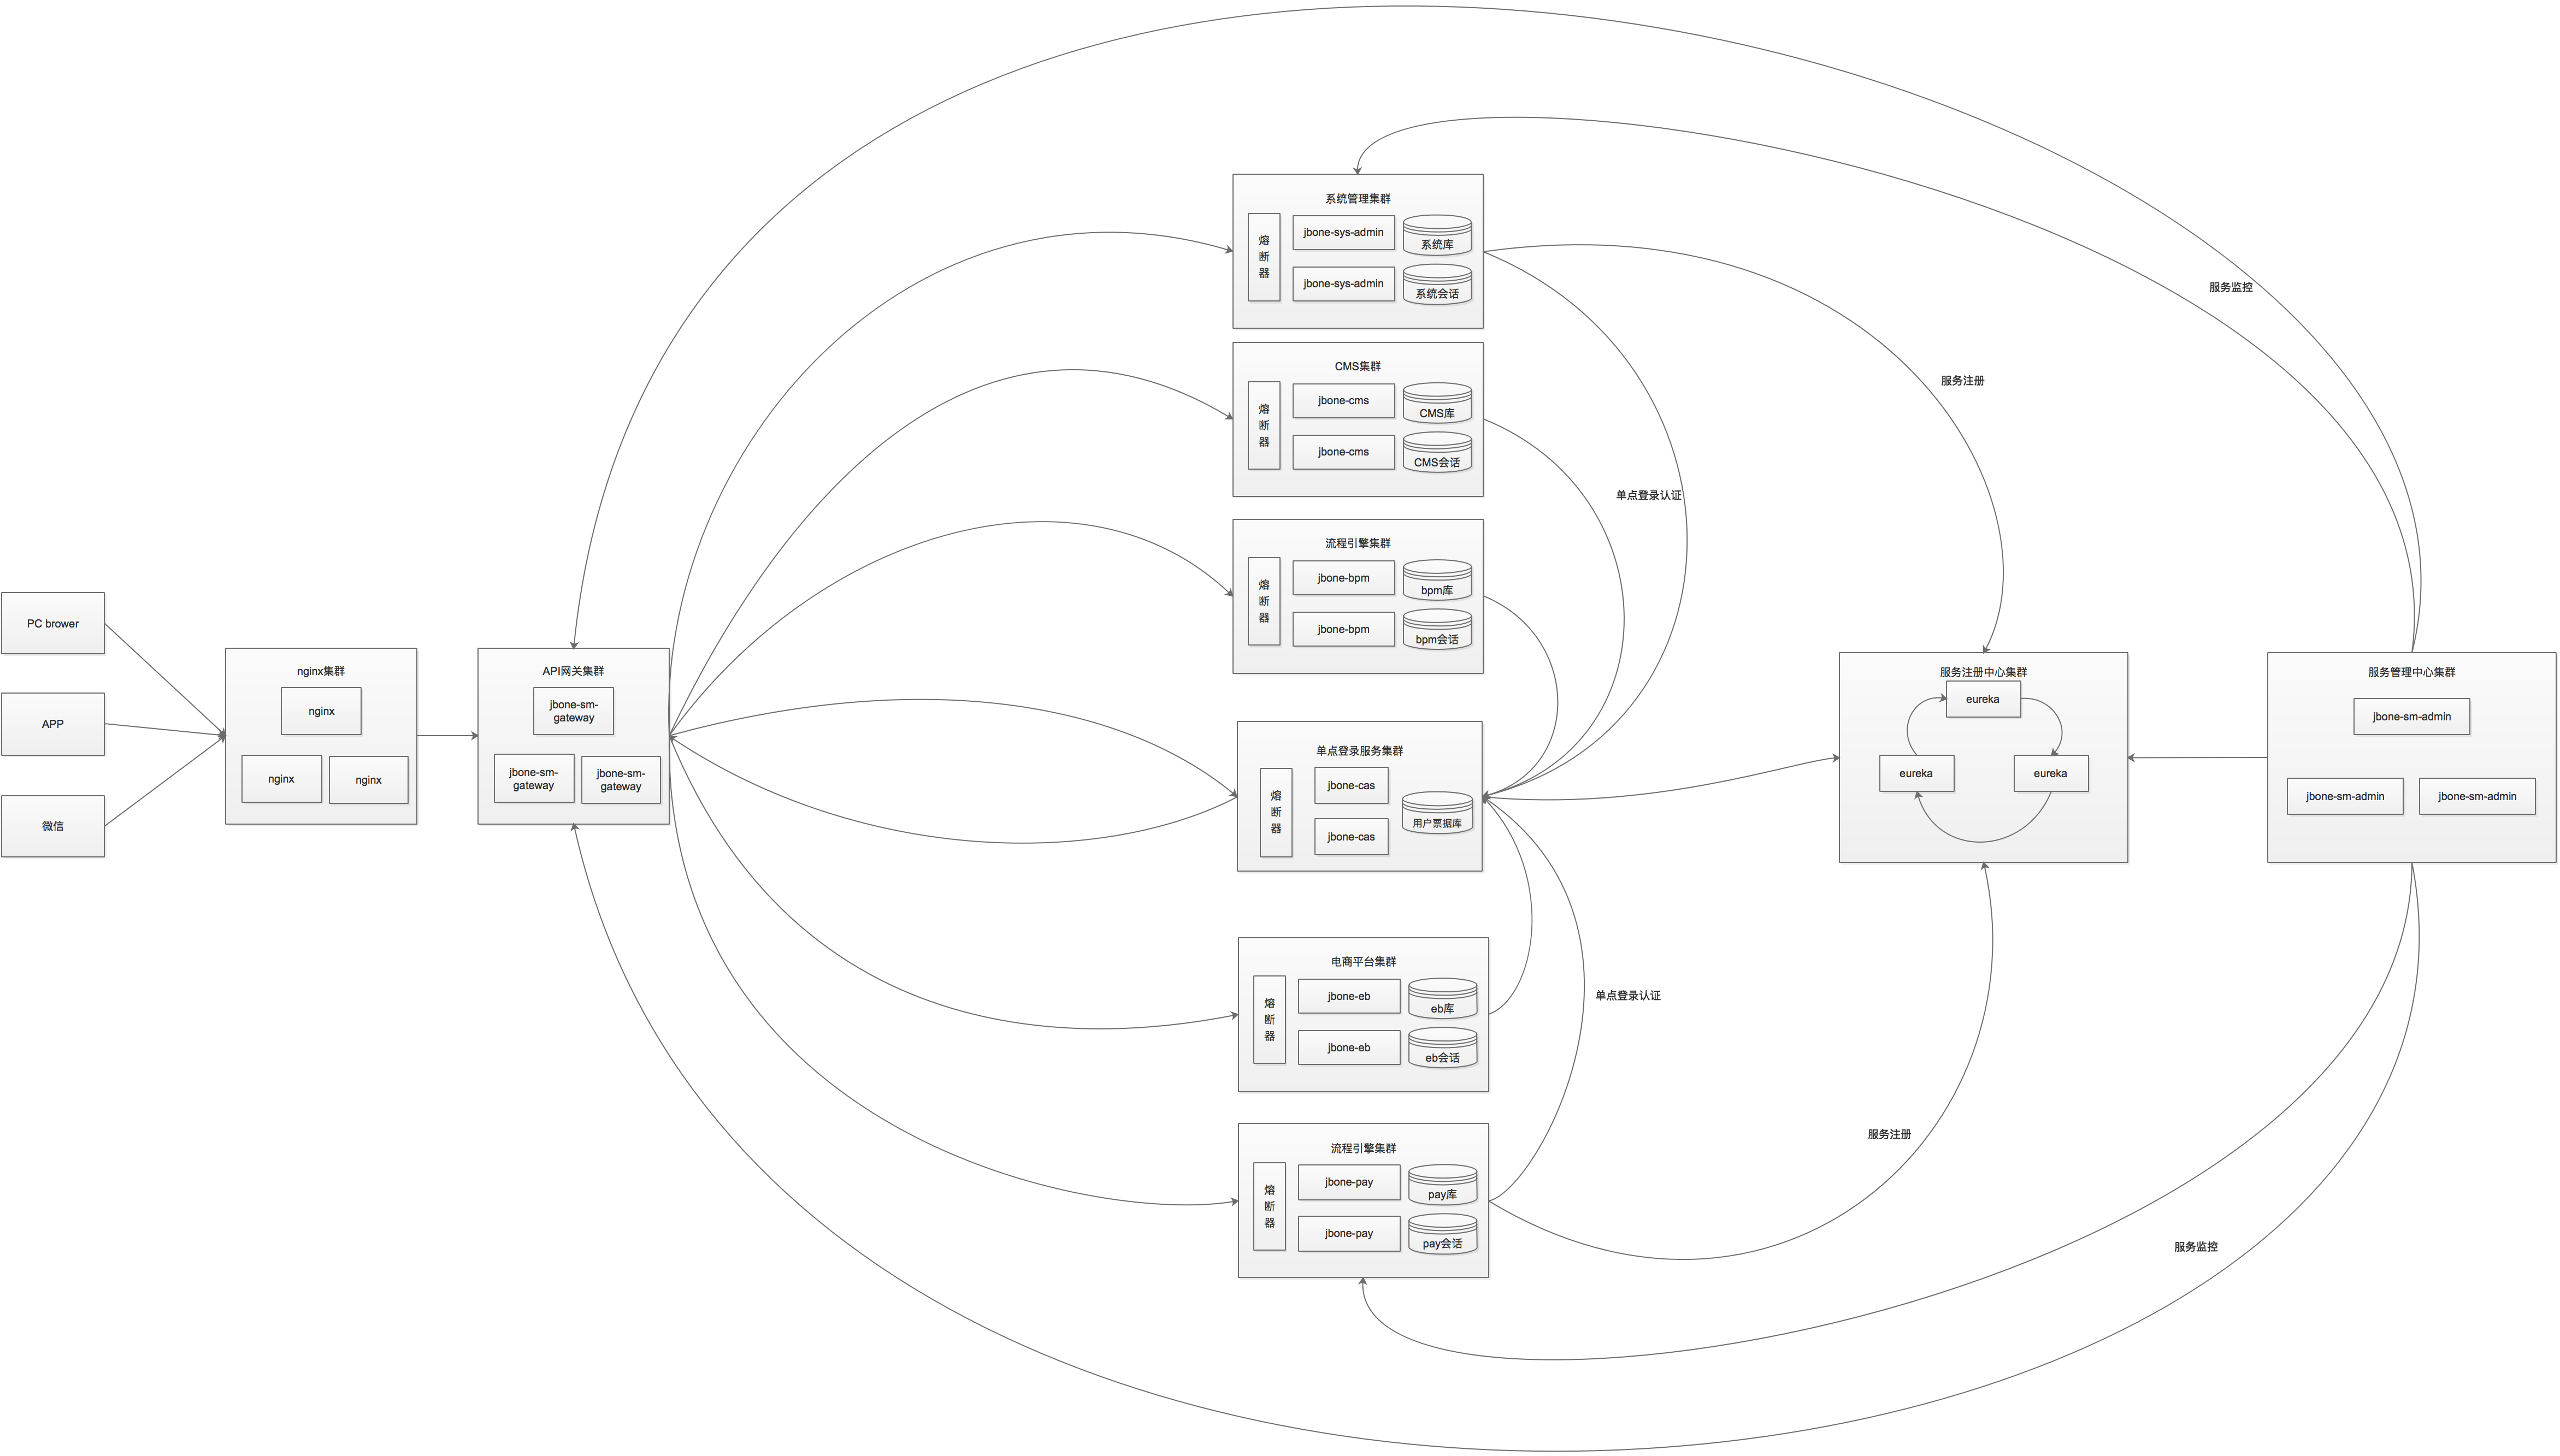 PC brower
APP
微信
nginx集群
nginx
nginx
nginx
API网关集群
jbone-sm-
gateway
jbone-sm-
gateway
jbone-sm-
gateway
系统管理集群
熔
断
器
jbone-sys-admin
系统库
jbone-sys-admin
系统会话
CMS集群
熔
断
器
jbone-cms
CMS库
jbone-cms
CMS会话
流程引擎集群
熔
断
器
jbone-bpm
bpm库
jbone-bpm
bpm会话
单点登录服务集群
熔
断
器
jbone-cas
jbone-cas
用户票据库
电商平台集群
熔
断
器
jbone-eb
eb库
jbone-eb
eb会话
流程引擎集群
熔
断
器
jbone-pay
pay库
jbone-pay
pay会话
单点登录认证
单点登录认证
服务注册
服务注册
服务注册中心集群
eureka
eureka
eureka
服务监控
服务监控
服务管理中心集群
jbone-sm-admin
jbone-sm-admin
jbone-sm-admin